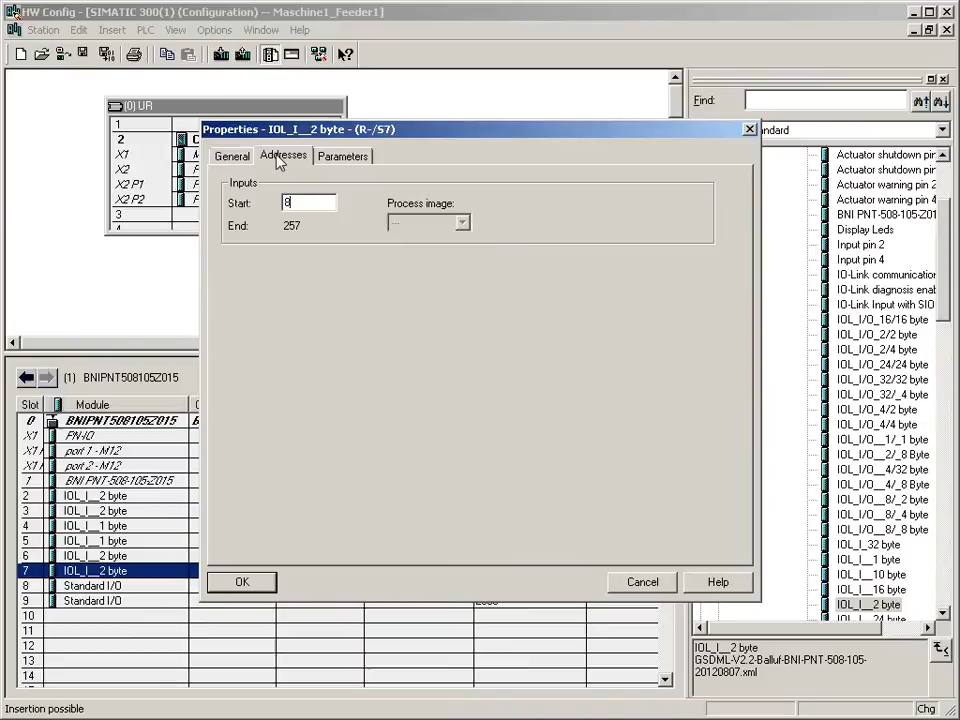 HW Config - [SIMATIC 300(1) (Configuration) -- Maschine1_Feeder1]
Station Edit Insert PLC View Options Window Help
(0) UR
1
2
X1
X2
X2 P1
X2 P2
3
4
Find:
ndard
Properties - IOL_I__2 byte - (R-/S7)
General Addresses Parameters
Inputs
Start: 8
Process image:
End: 257
---
OK Cancel Help
Actuator shutdown pin
Actuator shutdown pin
Actuator warning pin 2
Actuator warning pin 4
BNI PNT-508-105-Z01
Display Leds
Input pin 2
Input pin 4
IO-Link communication
IO-Link diagnosis enab
IO-Link Input with SIO
IOL_I/O_16/16 byte
IOL_I/O__2/2 byte
IOL_I/O__2/4 byte
IOL_I/O_24/24 byte
IOL_I/O_32/32 byte
IOL_I/O_32/_4 byte
IOL_I/O__4/2 byte
IOL_I/O__4/4 byte
IOL_I/O__1/_1 byte
IOL_I/O__2/_8 Byte
IOL_I/O__4/32 byte
IOL_I/O__4/_8 Byte
IOL_I/O__8/_2 byte
IOL_I/O__8/_4 byte
IOL_I/O__8/_8 Byte
IOL_I_32 byte
IOL_I__1 byte
IOL_I__10 byte
IOL_I__16 byte
IOL_I__2 byte
IOL_I__24 byte
(1) BNIPNT508105Z015
Slot Module
0 BNIPNT508105Z015
X1 PN-IO
X1 port 1 - M12
X1 port 2 - M12
1 BNI PNT-508-105-Z015
2 IOL_I__2 byte
3 IOL_I__2 byte
4 IOL_I__1 byte
5 IOL_I__1 byte
6 IOL_I__2 byte
7 IOL_I__2 byte
8 Standard I/O
9 Standard I/O
10
11
12
13
14
IOL_I__2 byte
GSDML-V2.2-Balluf-BNI-PNT-508-105-
20120807.xml
Insertion possible
Chg